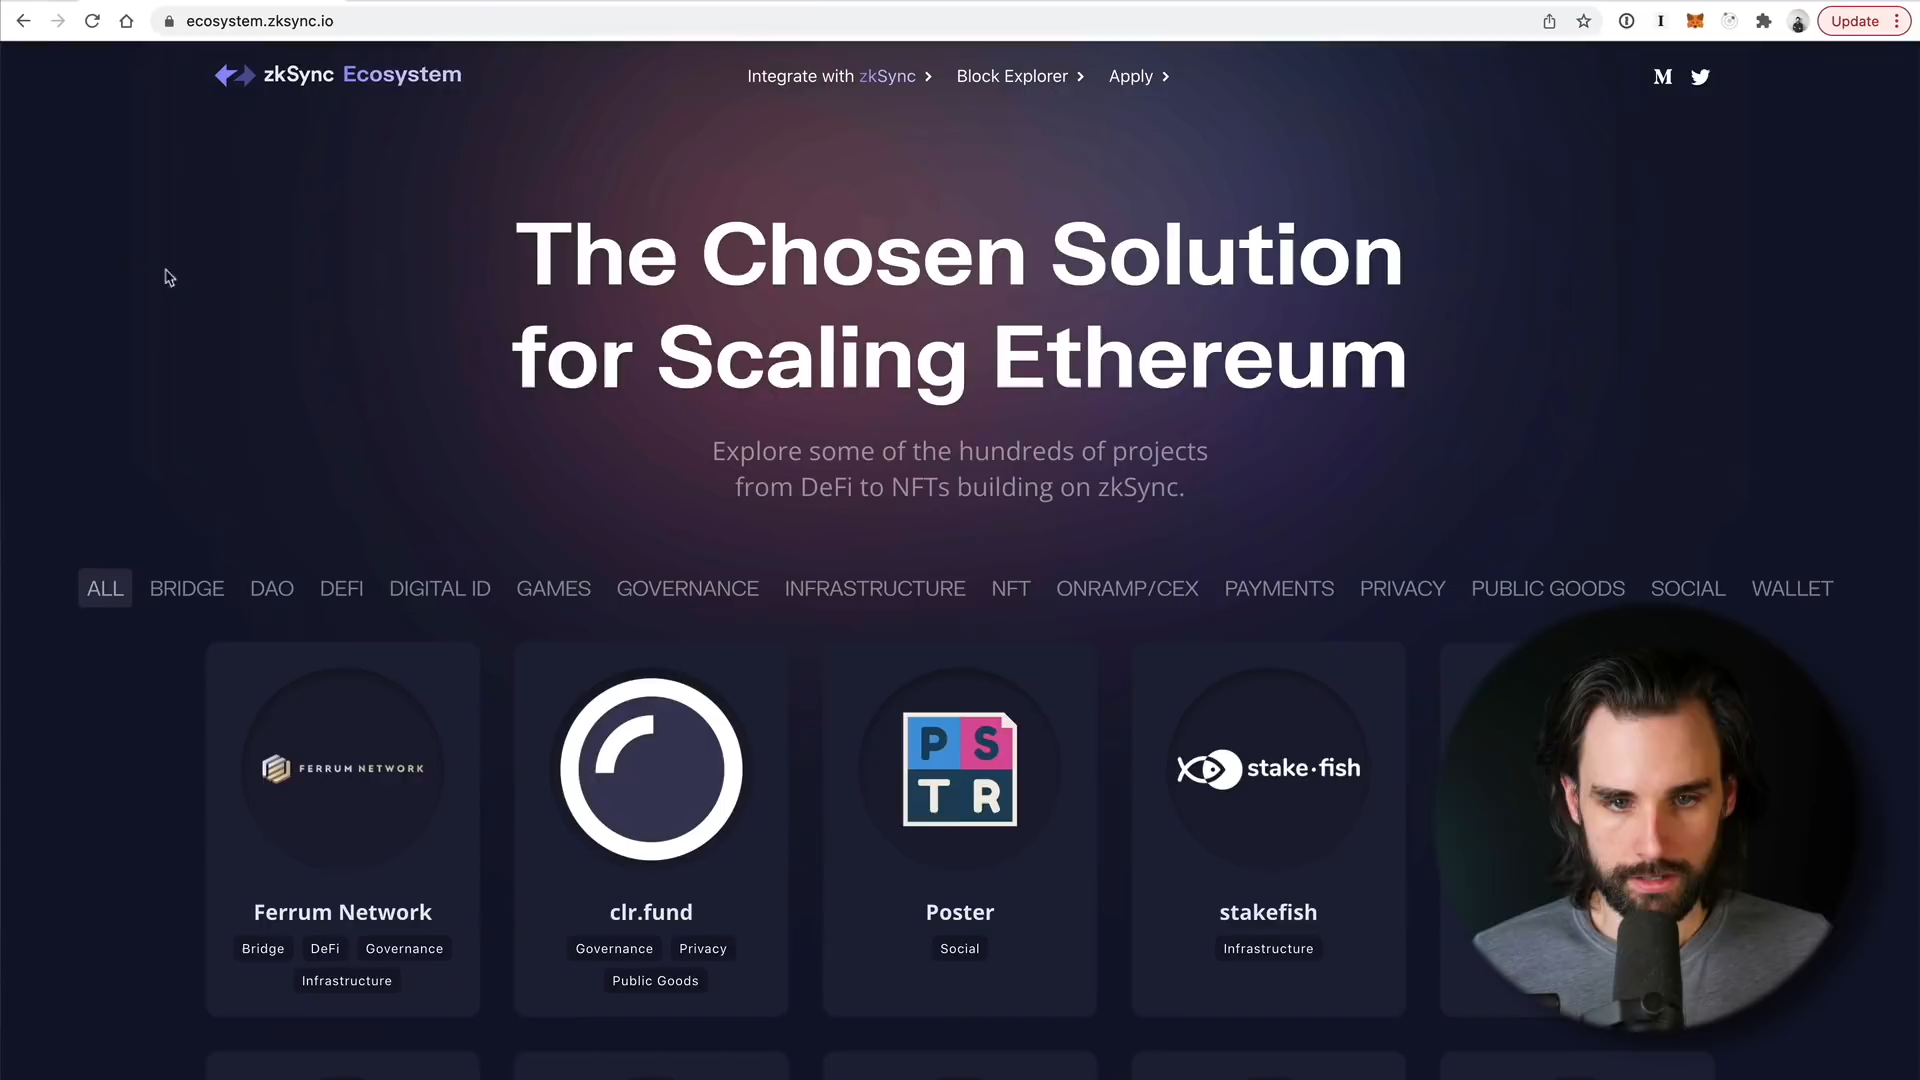 ecosystem.zksync.io
Update
zkSync Ecosystem
Integrate with zkSync
Block Explorer
Apply
The Chosen Solution
for Scaling Ethereum
Explore some of the hundreds of projects
from DeFi to NFTs building on zkSync.
ALL BRIDGE DAO DEFI DIGITAL ID GAMES GOVERNANCE INFRASTRUCTURE NFT ONRAMP/CEX PAYMENTS PRIVACY PUBLIC GOODS SOCIAL WALLET
FERRUM NETWORK
Ferrum Network
Bridge DeFi Governance
Infrastructure
clr.fund
Governance Privacy
Public Goods
PS
TR
Poster
Social
stake·fish
stakefish
Infrastructure